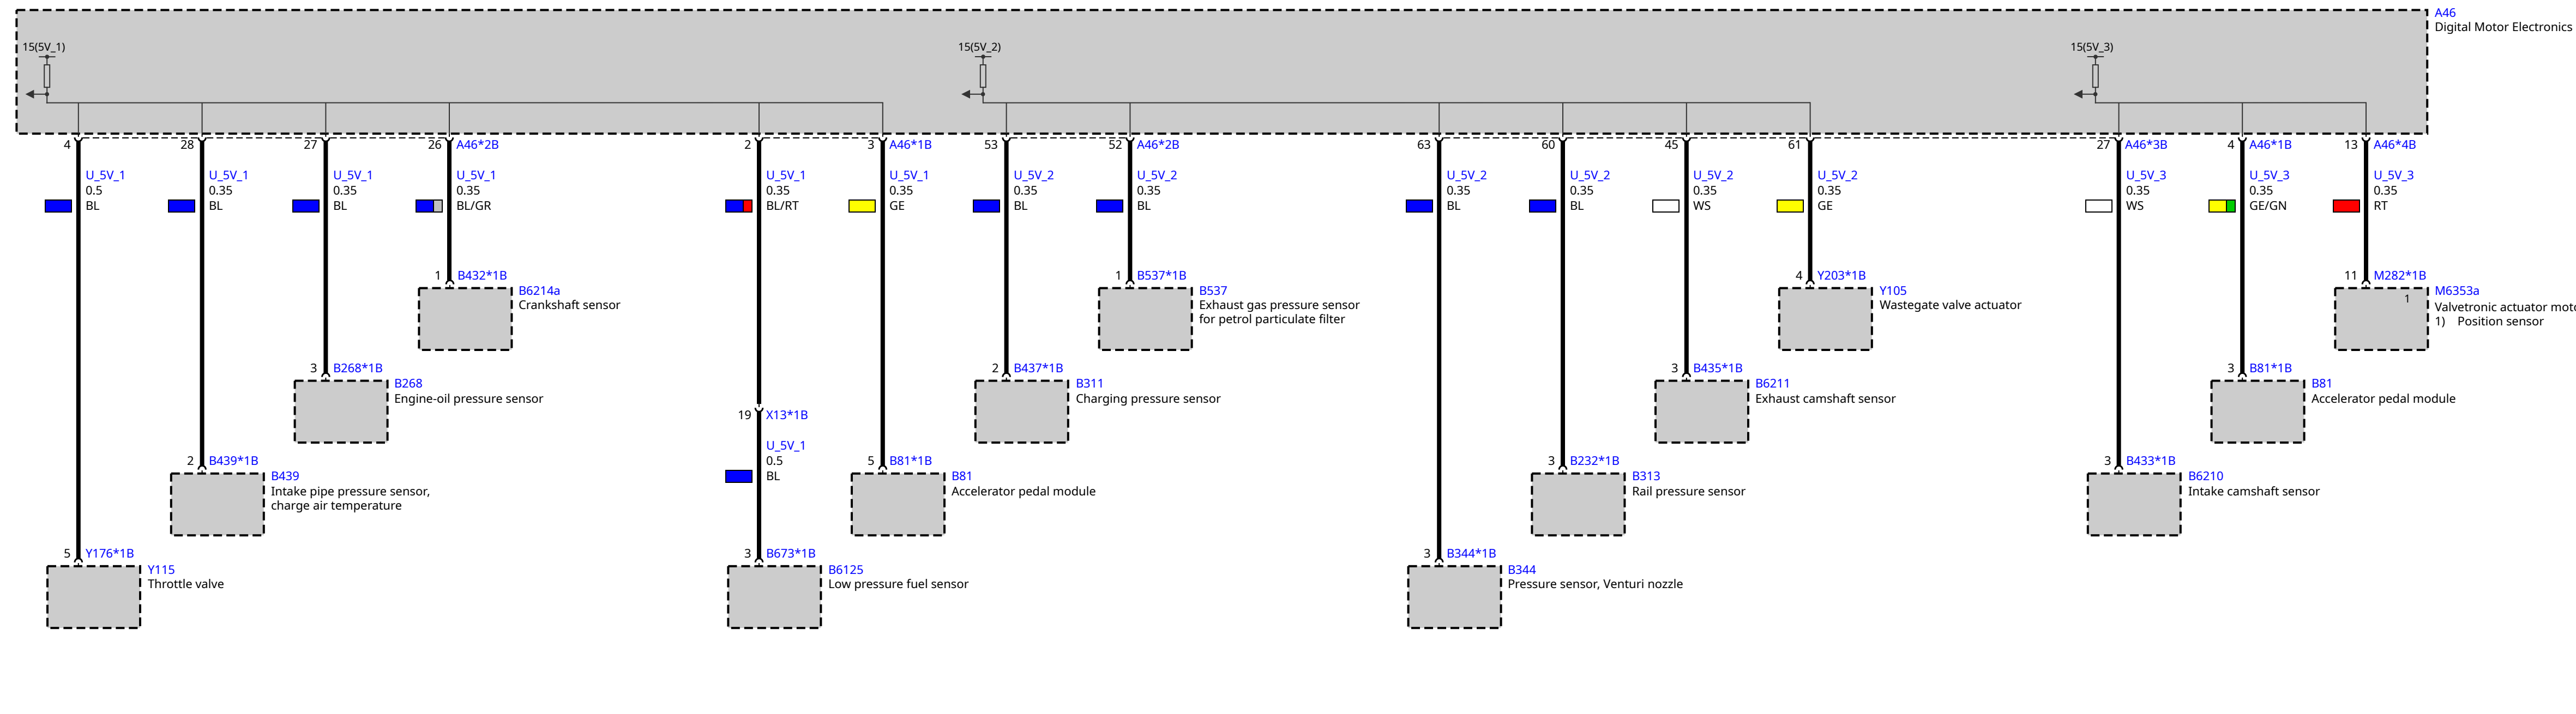 A46
Digital Motor Electronics
15(5V_1)
15(5V_2)
15(5V_3)
4
28
27
26 A46*2B
2
3 A46*1B
53
52 A46*2B
63
60
45
61
27 A46*3B
4 A46*1B
13 A46*4B
U_5V_1
0.5
BL
U_5V_1
0.35
BL
U_5V_1
0.35
BL
U_5V_1
0.35
BL/GR
U_5V_1
0.35
BL/RT
U_5V_1
0.35
GE
U_5V_2
0.35
BL
U_5V_2
0.35
BL
U_5V_2
0.35
BL
U_5V_2
0.35
BL
U_5V_2
0.35
WS
U_5V_2
0.35
GE
U_5V_3
0.35
WS
U_5V_3
0.35
GE/GN
U_5V_3
0.35
RT
1 B432*1B
B6214a
Crankshaft sensor
1 B537*1B
B537
Exhaust gas pressure sensor
for petrol particulate filter
4 Y203*1B
Y105
Wastegate valve actuator
11 M282*1B
1
M6353a
Valvetronic actuator moto
1) Position sensor
3 B268*1B
B268
Engine-oil pressure sensor
2 B437*1B
B311
Charging pressure sensor
3 B435*1B
B6211
Exhaust camshaft sensor
3 B81*1B
B81
Accelerator pedal module
19 X13*1B
U_5V_1
0.5
BL
2 B439*1B
B439
Intake pipe pressure sensor,
charge air temperature
5 B81*1B
B81
Accelerator pedal module
3 B232*1B
B313
Rail pressure sensor
3 B433*1B
B6210
Intake camshaft sensor
5 Y176*1B
Y115
Throttle valve
3 B673*1B
B6125
Low pressure fuel sensor
3 B344*1B
B344
Pressure sensor, Venturi nozzle